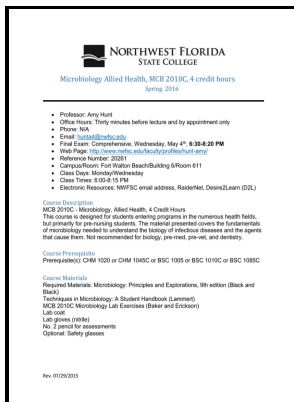 NORTHWEST FLORIDA
STATE COLLEGE
Microbiology Allied Health, MCB 2010C, 4 credit hours
Spring 2016
• Professor: Amy Hunt
• Office Hours: Thirty minutes before lecture and by appointment only
• Phone: N/A
• Email: hunta4@nwfsc.edu
• Final Exam: Comprehensive, Wednesday, May 4th, 6:30-8:20 PM
• Web Page: http://www.nwfsc.edu/faculty/profiles/hunt-amy/
• Reference Number: 20261
• Campus/Room: Fort Walton Beach/Building 6/Room 611
• Class Days: Monday/Wednesday
• Class Times: 6:00-8:15 PM
• Electronic Resources: NWFSC email address, RaiderNet, Desire2Learn (D2L)
Course Description
MCB 2010C - Microbiology, Allied Health, 4 Credit Hours
This course is designed for students entering programs in the numerous health fields,
but primarily for pre-nursing students. The material presented covers the fundamentals
of microbiology needed to understand the biology of infectious diseases and the agents
that cause them. Not recommended for biology, pre-med, pre-vet, and dentistry.
Course Prerequisite
Prerequisite(s): CHM 1020 or CHM 1045C or BSC 1005 or BSC 1010C or BSC 1085C
Course Materials
Required Materials: Microbiology: Principles and Explorations, 9th edition (Black and
Black)
Techniques in Microbiology: A Student Handbook (Lammert)
MCB 2010C Microbiology Lab Exercises (Baker and Erickson)
Lab coat
Lab gloves (nitrile)
No. 2 pencil for assessments
Optional: Safety glasses
Rev. 07/29/2015